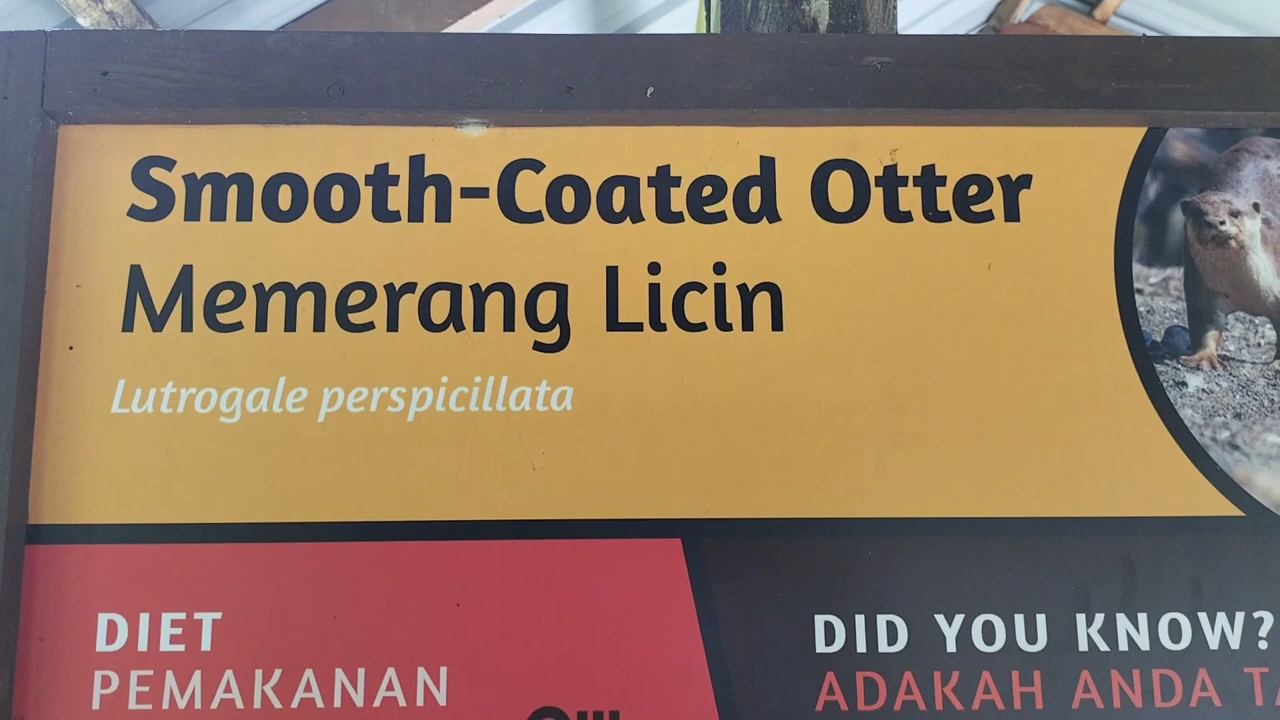 Smooth-Coated Otter
Memerang Licin
Lutrogale perspicillata
DIET
PEMAKANAN
DID YOU KNOW?
ADAKAH ANDA